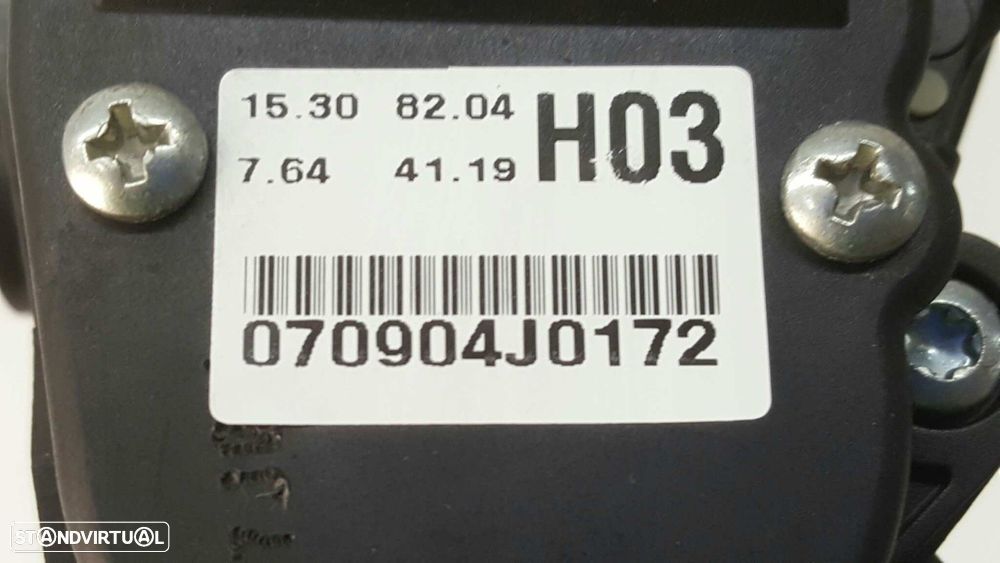 15.30 82.04 H03
7.64 41.19
070904J0172
STANDVIRTUAL